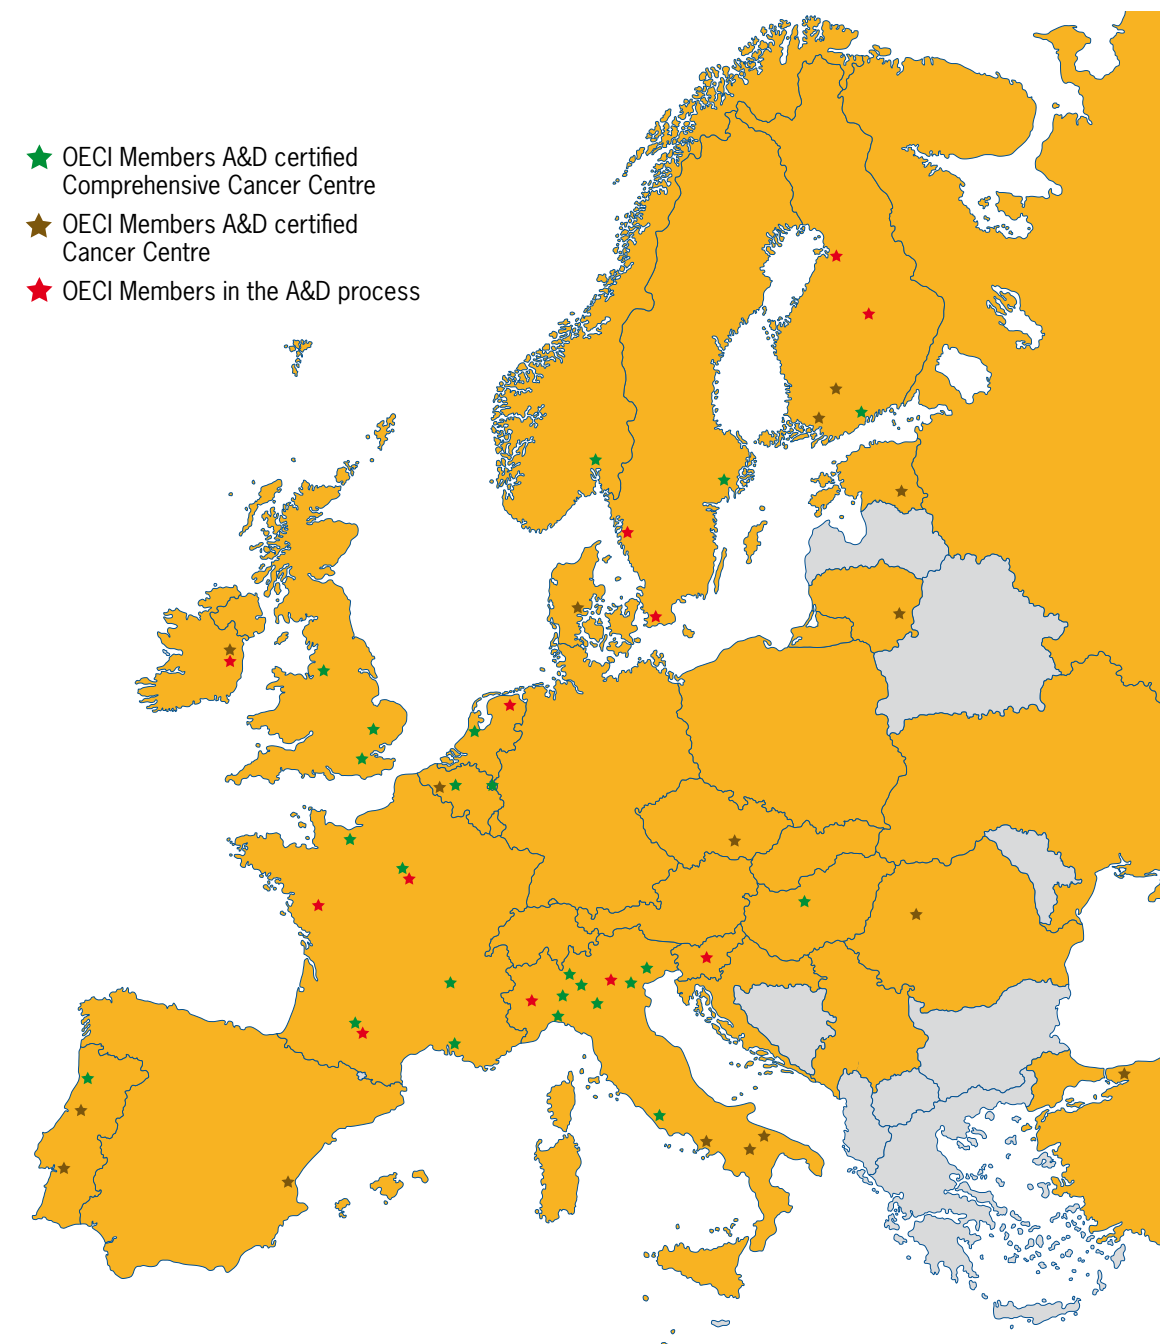 OECI Members A&D certified
Comprehensive Cancer Centre
OECI Members A&D certified
Cancer Centre
OECI Members in the A&D process